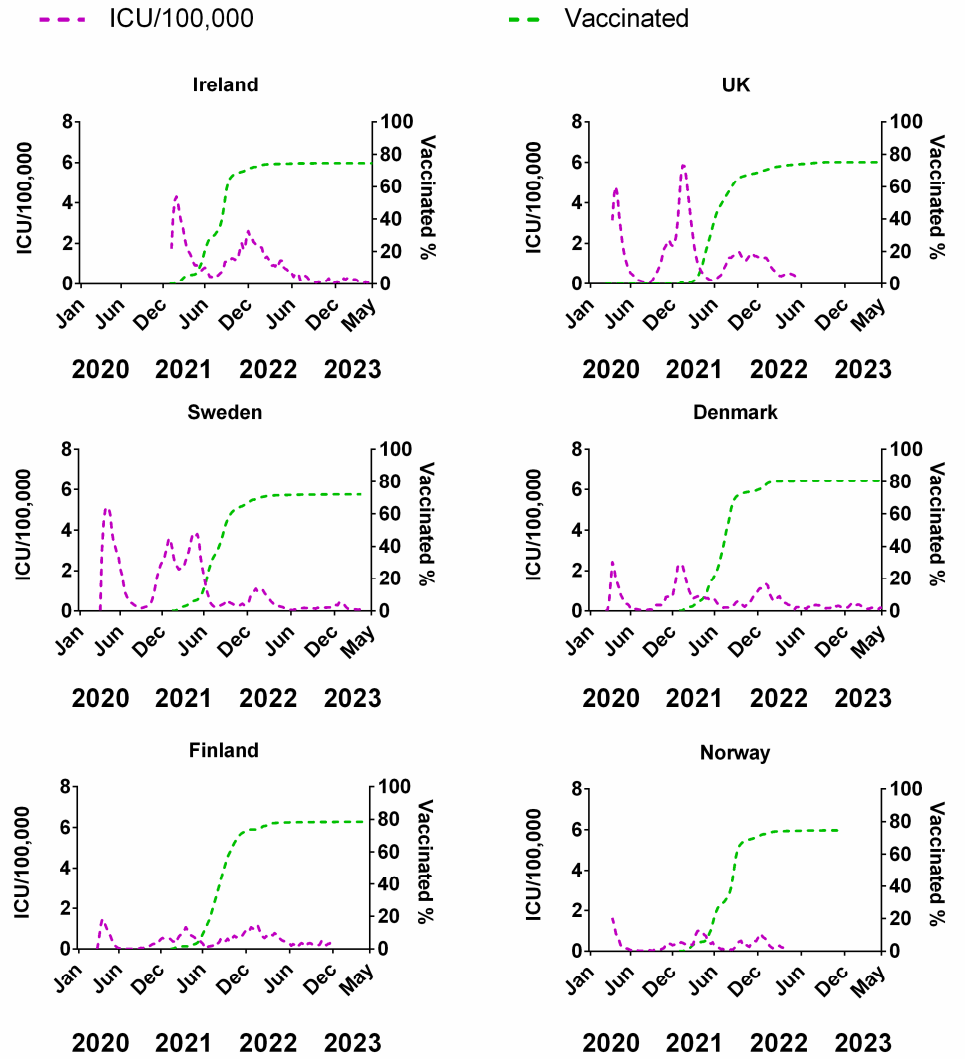 ICU/100,000 Vaccinated
Ireland UK
8 100 8 100
80 80
6 6
60 60
4 4
40 40
2 2
20 20
0 0 0 0
ICU/100,000 Vaccinated % ICU/100,000 Vaccinated %
Jan Jun Dec Jun Dec Jun Dec May Jan Jun Dec Jun Dec Jun Dec May
2020 2021 2022 2023 2020 2021 2022 2023
Sweden Denmark
8 100 8 100
80 80
6 6
60 60
4 4
40 40
2 2
20 20
0 0 0 0
ICU/100,000 Vaccinated % ICU/100,000 Vaccinated %
Jan Jun Dec Jun Dec Jun Dec May Jan Jun Dec Jun Dec Jun Dec May
2020 2021 2022 2023 2020 2021 2022 2023
Finland Norway
8 100 8 100
80 80
6 6
60 60
4 4
40 40
2 2
20 20
0 0 0 0
ICU/100,000 Vaccinated % ICU/100,000 Vaccinated %
Jan Jun Dec Jun Dec Jun Dec May Jan Jun Dec Jun Dec Jun Dec May
2020 2021 2022 2023 2020 2021 2022 2023